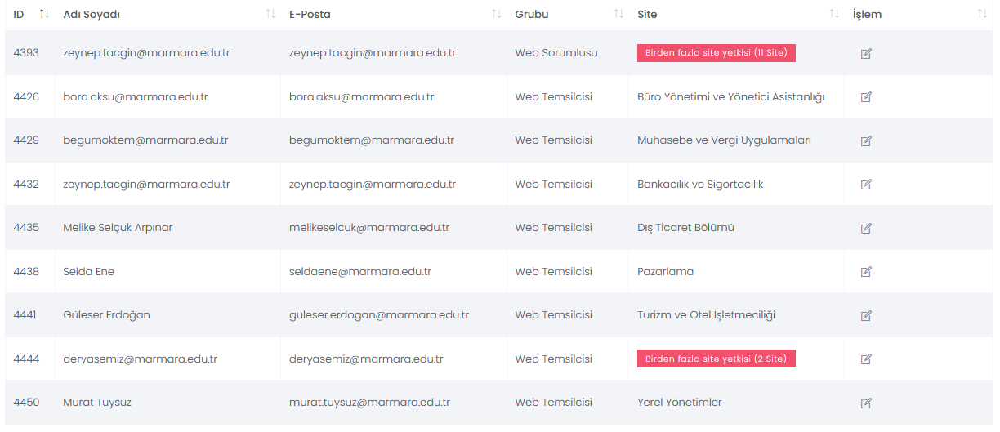 ID Adı Soyadı E-Posta Grubu Site İşlem
4393 zeynep.tacgin@marmara.edu.tr zeynep.tacgin@marmara.edu.tr Web Sorumlusu Birden fazla site yetkisi (11 Site)
4426 bora.aksu@marmara.edu.tr bora.aksu@marmara.edu.tr Web Temsilcisi Büro Yönetimi ve Yönetici Asistanlığı
4429 begumoktem@marmara.edu.tr begumoktem@marmara.edu.tr Web Temsilcisi Muhasebe ve Vergi Uygulamaları
4432 zeynep.tacgin@marmara.edu.tr zeynep.tacgin@marmara.edu.tr Web Temsilcisi Bankacılık ve Sigortacılık
4435 Melike Selçuk Arpınar melikeselcuk@marmara.edu.tr Web Temsilcisi Dış Ticaret Bölümü
4438 Selda Ene seldaene@marmara.edu.tr Web Temsilcisi Pazarlama
4441 Güleser Erdoğan guleser.erdogan@marmara.edu.tr Web Temsilcisi Turizm ve Otel İşletmeciliği
4444 deryasemiz@marmara.edu.tr deryasemiz@marmara.edu.tr Web Temsilcisi Birden fazla site yetkisi (2 Site)
4450 Murat Tuysuz murat.tuysuz@marmara.edu.tr Web Temsilcisi Yerel Yönetimler